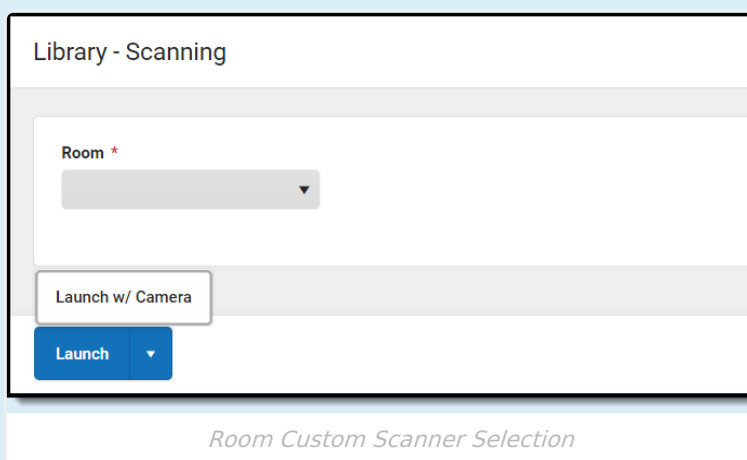 Library - Scanning
Room *
Launch w/ Camera
Launch
Room Custom Scanner Selection